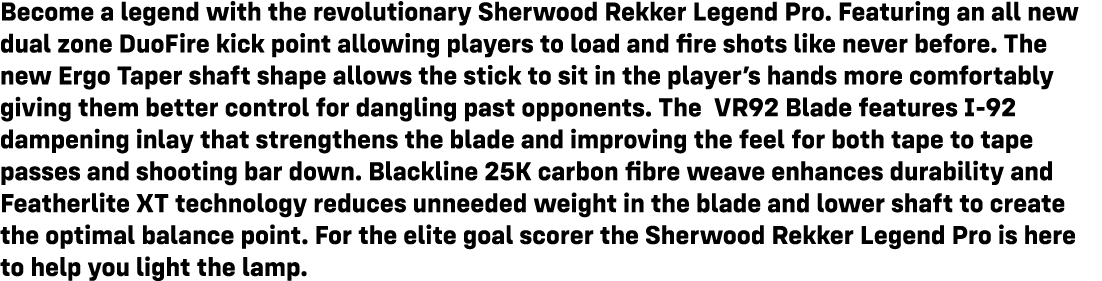 Become a legend with the revolutionary Sherwood Rekker Legend Pro. Featuring an all new
dual zone DuoFire kick point allowing players to load and fire shots like never before. The
new Ergo Taper shaft shape allows the stick to sit in the player’s hands more comfortably
giving them better control for dangling past opponents. The  VR92 Blade features I-92
dampening inlay that strengthens the blade and improving the feel for both tape to tape
passes and shooting bar down. Blackline 25K carbon fibre weave enhances durability and
Featherlite XT technology reduces unneeded weight in the blade and lower shaft to create
the optimal balance point. For the elite goal scorer the Sherwood Rekker Legend Pro is here
to help you light the lamp.